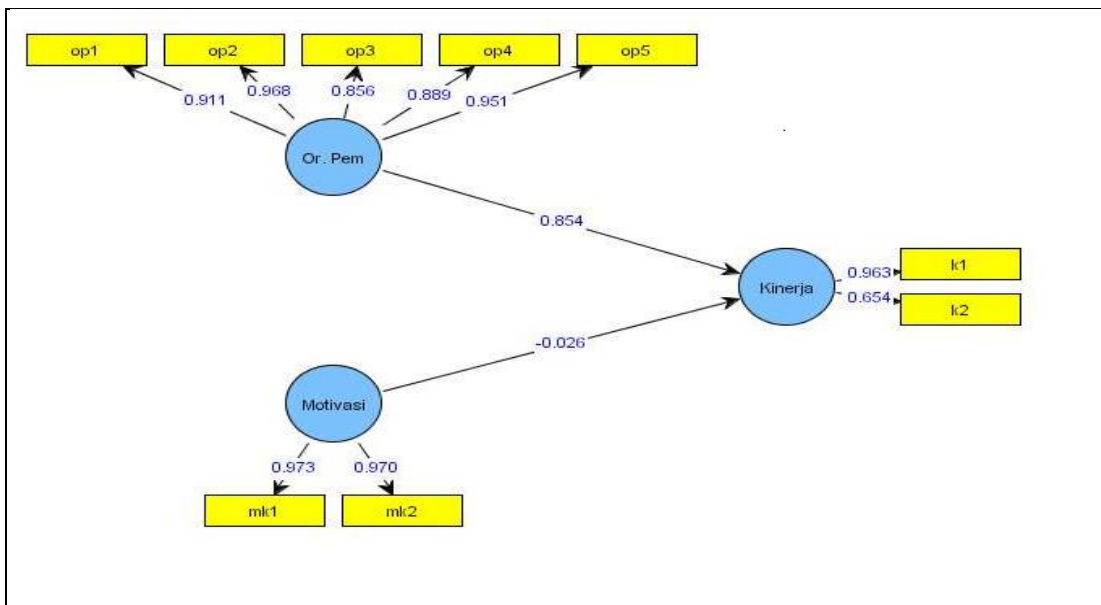 op1
op2
op3
op4
op5
0.911
0.968
0.856
0.889
0.951
Or. Pem
0.854
Kinerja
0.963
k1
0.654
k2
-0.026
Motivasi
0.973
0.970
mk1
mk2